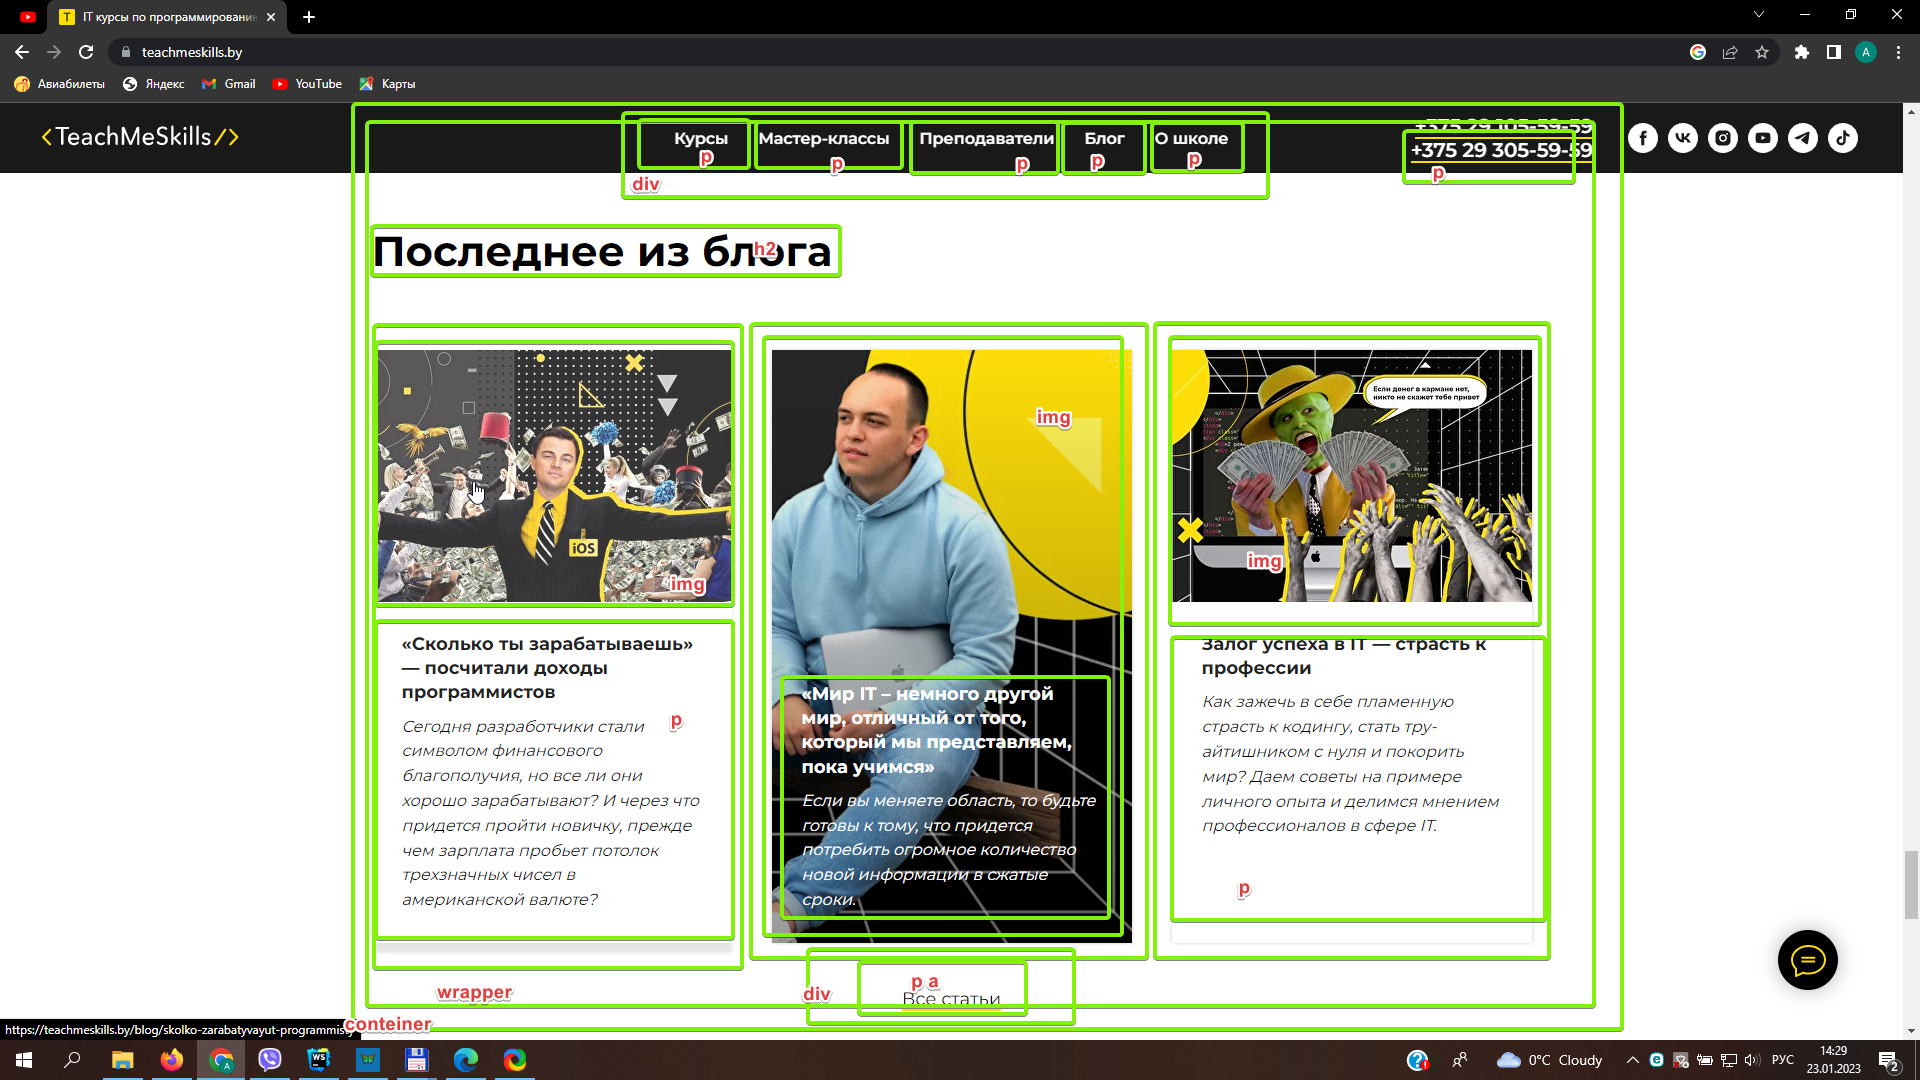 IT курсы по программировани
teachmeskills.by
A
Авиабилеты
Яндекс
Gmail
YouTube
Карты
<TeachMeSkills/>
Курсы
Мастер-классы
Преподаватели
Блог
О школе
+375 29 105-59-59
+375 29 305-59-59
p
p
p
p
p
p
div
Последнее из блога
h2
iOS
img
img
Если денег в кармане нет,
никто не скажет тебе привет
img
«Сколько ты зарабатываешь»
— посчитали доходы
программистов
Сегодня разработчики стали
символом финансового
благополучия, но все ли они
хорошо зарабатывают? И через что
придется пройти новичку, прежде
чем зарплата пробьет потолок
трехзначных чисел в
американской валюте?
p
«Мир IT – немного другой
мир, отличный от того,
который мы представляем,
пока учимся»
Если вы меняете область, то будьте
готовы к тому, что придется
потребить огромное количество
новой информации в сжатые
сроки.
Залог успеха в IT — страсть к
профессии
Как зажечь в себе пламенную
страсть к кодингу, стать тру-
айтишником с нуля и покорить
мир? Даем советы на примере
личного опыта и делимся мнением
профессионалов в сфере IT.
p
p a
Все статьи
div
wrapper
conteiner
https://teachmeskills.by/blog/skolko-zarabatyvayut-programmis
0°C Cloudy
РУС
14:29
23.01.2023
2